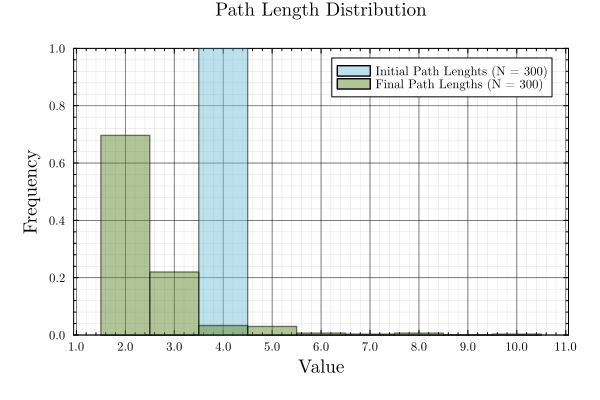 Path Length Distribution
Initial Path Lenghts (N = 300)
Final Path Lengths (N = 300)
Frequency
1.0
0.8
0.6
0.4
0.2
0.0
1.0 2.0 3.0 4.0 5.0 6.0 7.0 8.0 9.0 10.0 11.0
Value